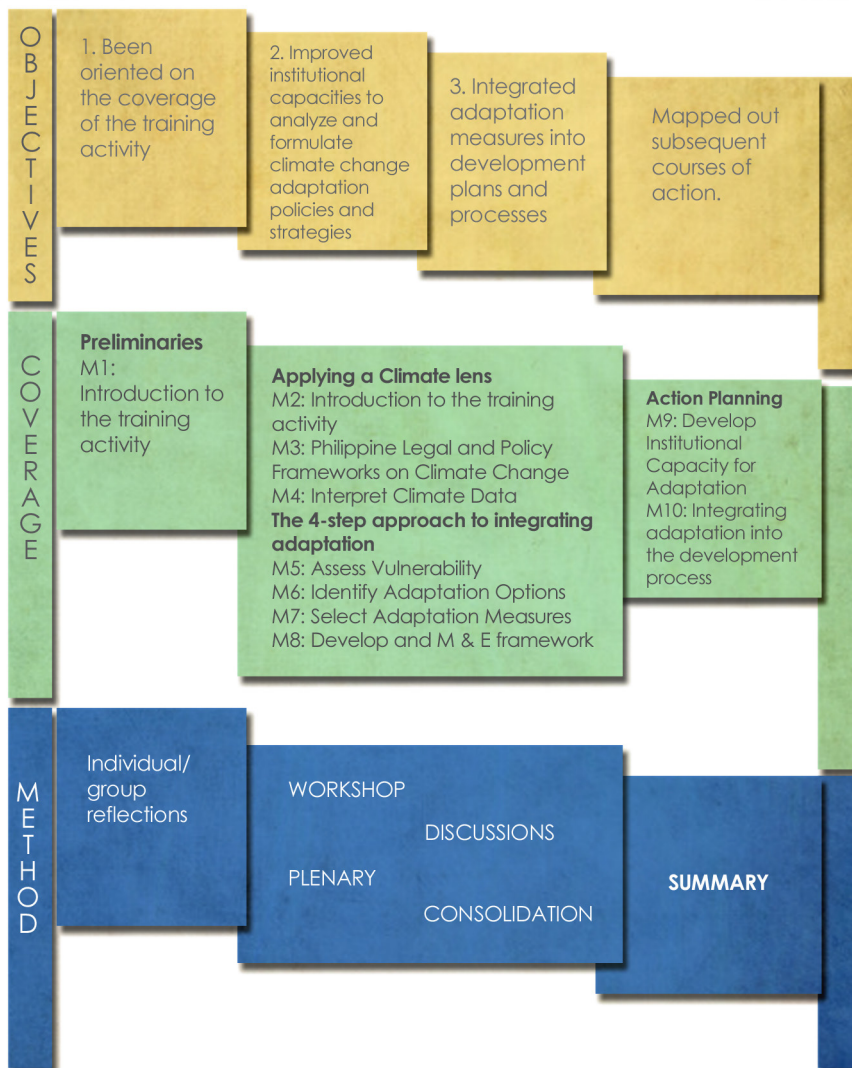 OBJECTIVES
1. Been
oriented on
the coverage
of the training
activity
2. Improved
institutional
capacities to
analyze and
formulate
climate change
adaptation
policies and
strategies
3. Integrated
adaptation
measures into
development
plans and
processes
Mapped out
subsequent
courses of
action.
COVERAGE
Preliminaries
M1:
Introduction to
the training
activity
Applying a Climate lens
M2: Introduction to the training
activity
M3: Philippine Legal and Policy
Frameworks on Climate Change
M4: Interpret Climate Data
The 4-step approach to integrating
adaptation
M5: Assess Vulnerability
M6: Identify Adaptation Options
M7: Select Adaptation Measures
M8: Develop and M & E framework
Action Planning
M9: Develop
Institutional
Capacity for
Adaptation
M10: Integrating
adaptation into
the development
process
METHOD
Individual/
group
reflections
WORKSHOP
DISCUSSIONS
PLENARY
CONSOLIDATION
SUMMARY